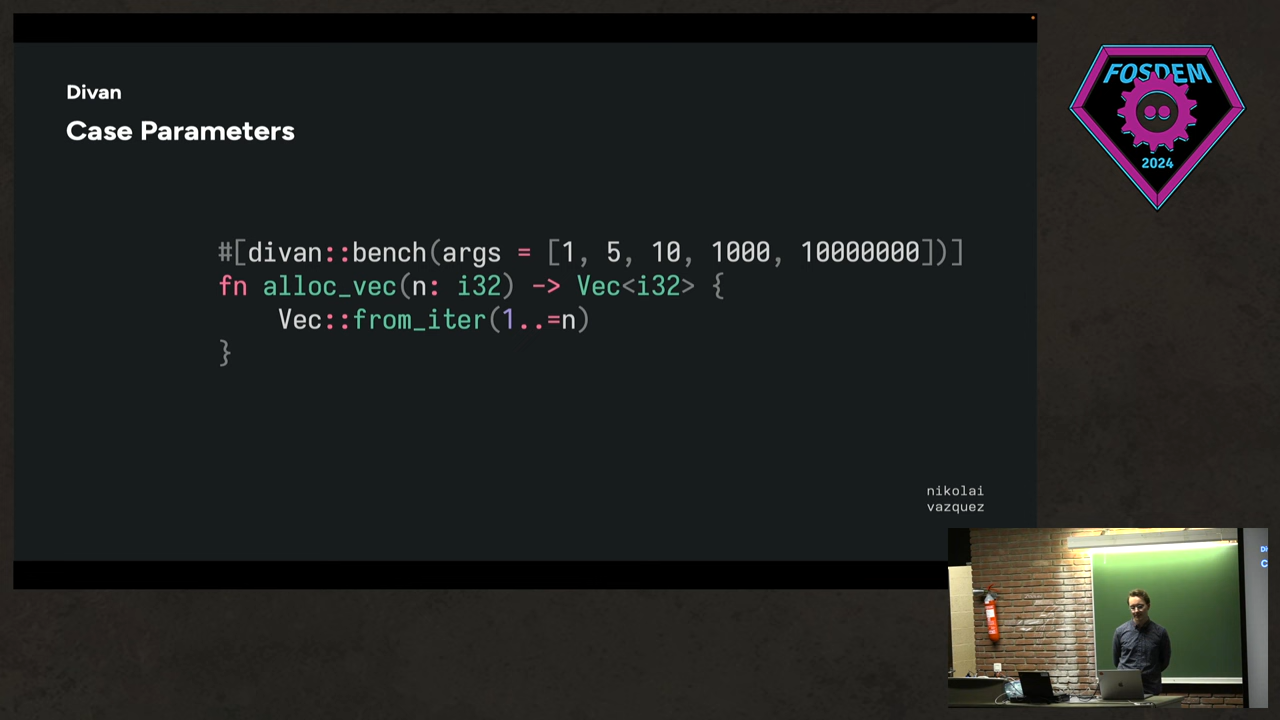 Divan
Case Parameters
#[divan::bench(args = [1, 5, 10, 1000, 10000000])]
fn alloc_vec(n: i32) -> Vec<i32> {
    Vec::from_iter(1..=n)
}
nikolai
vazquez
FOSDEM
2024